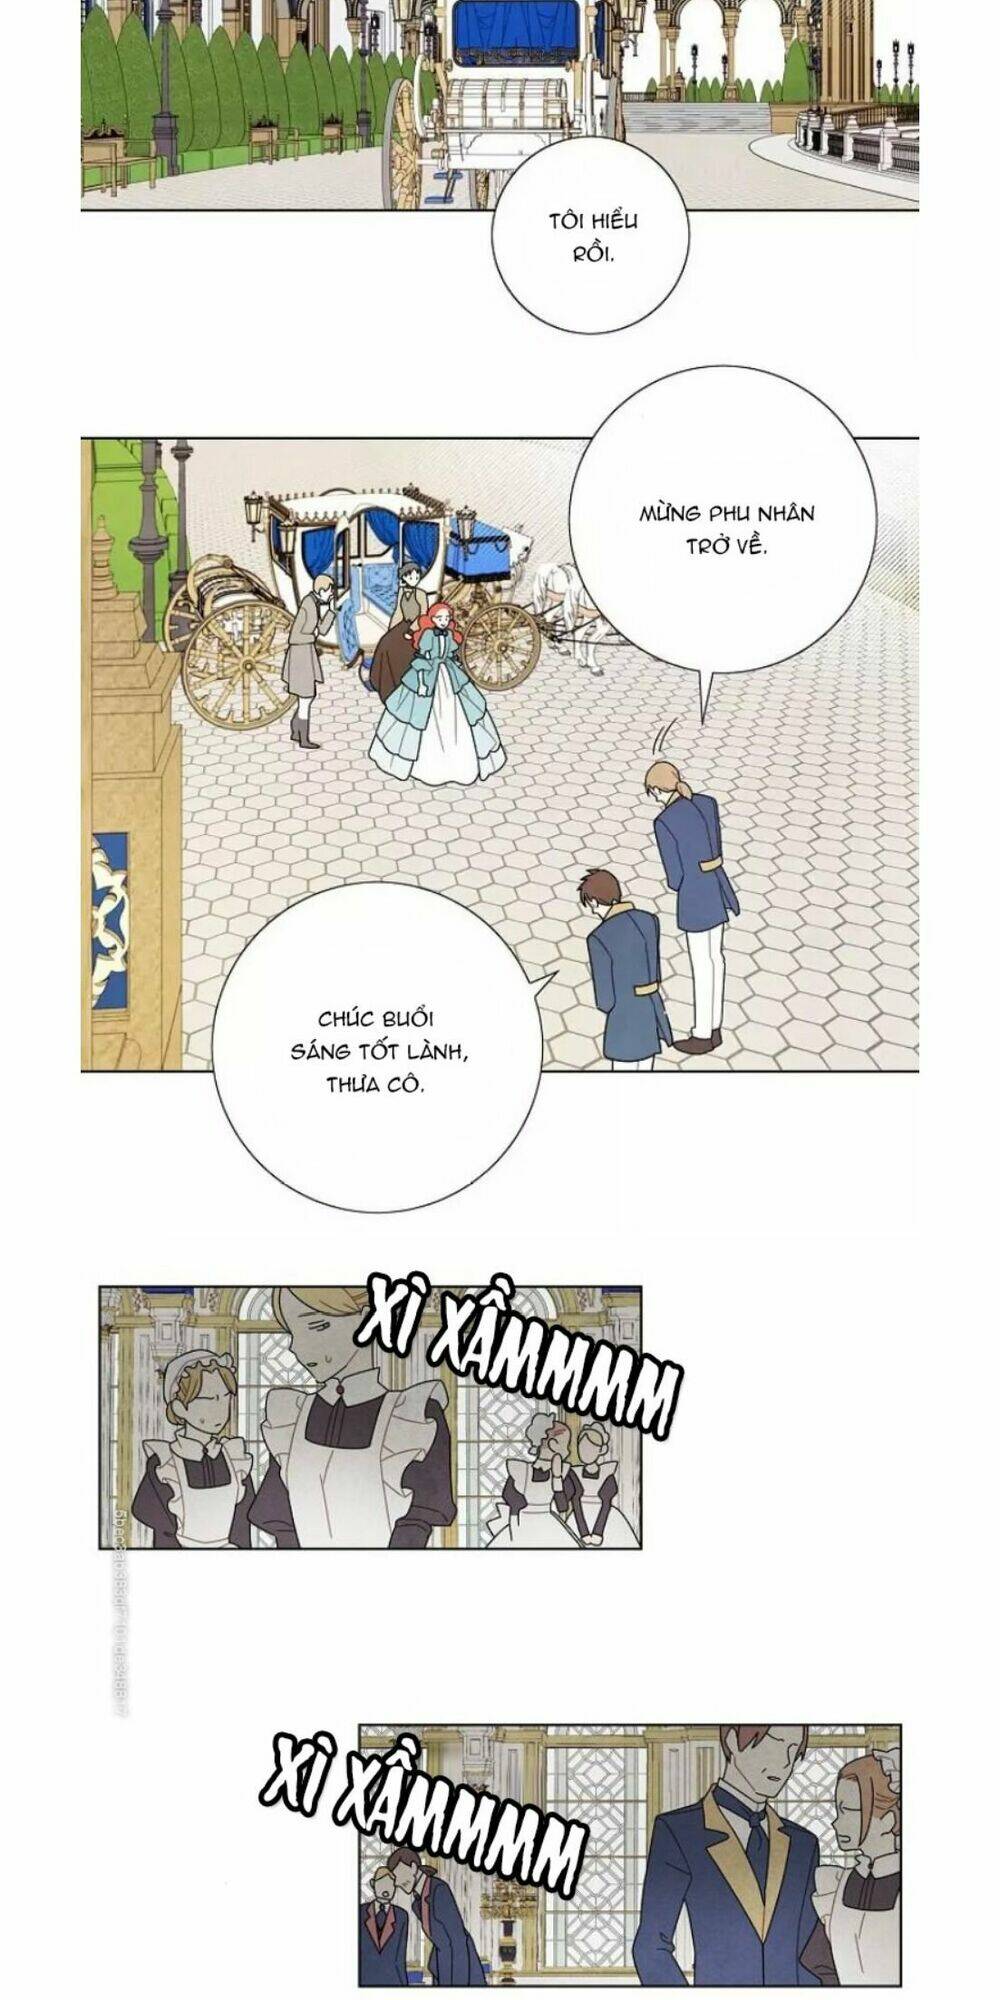 TÔI HIỂU
RỒI.
MỪNG PHU NHÂN
TRỞ VỀ.
CHÚC BUỔI
SÁNG TỐT LÀNH,
THƯA CÔ.
XÌ XẦMMMM
XÌ XẦMMMM